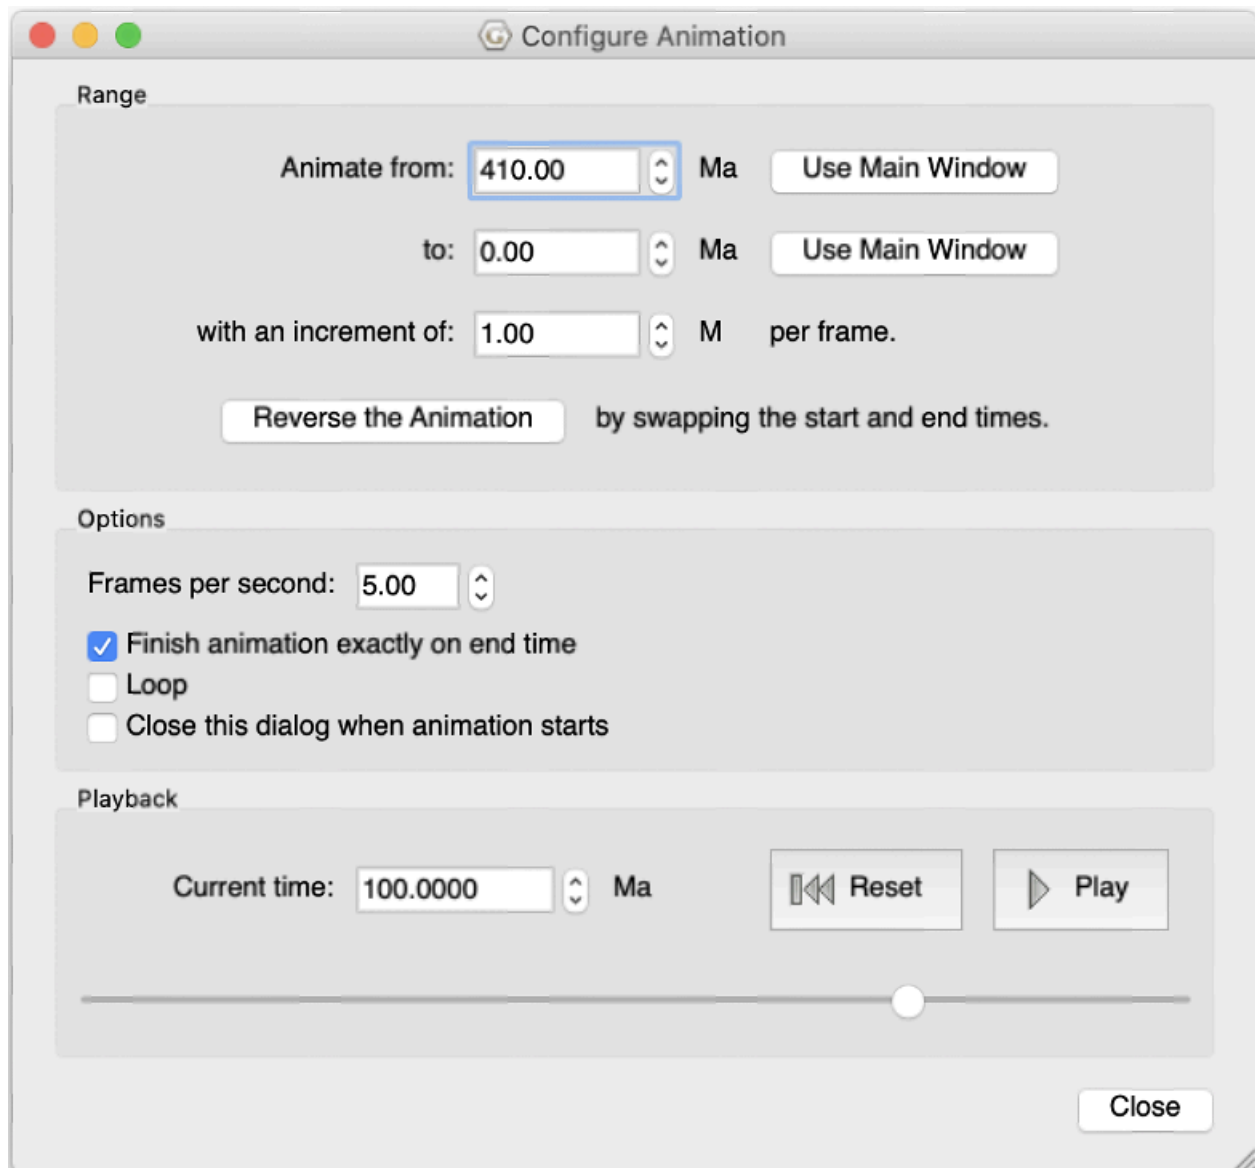 Configure Animation
Range
Animate from: 410.00 Ma Use Main Window
to: 0.00 Ma Use Main Window
with an increment of: 1.00 M per frame.
Reverse the Animation by swapping the start and end times.
Options
Frames per second: 5.00
Finish animation exactly on end time
Loop
Close this dialog when animation starts
Playback
Current time: 100.0000 Ma Reset Play
Close